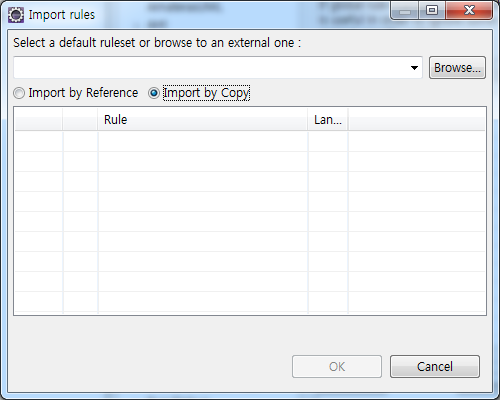 Import rules
Select a default ruleset or browse to an external one :
Browse...
Import by Reference
Import by Copy
Rule Lan...
OK Cancel